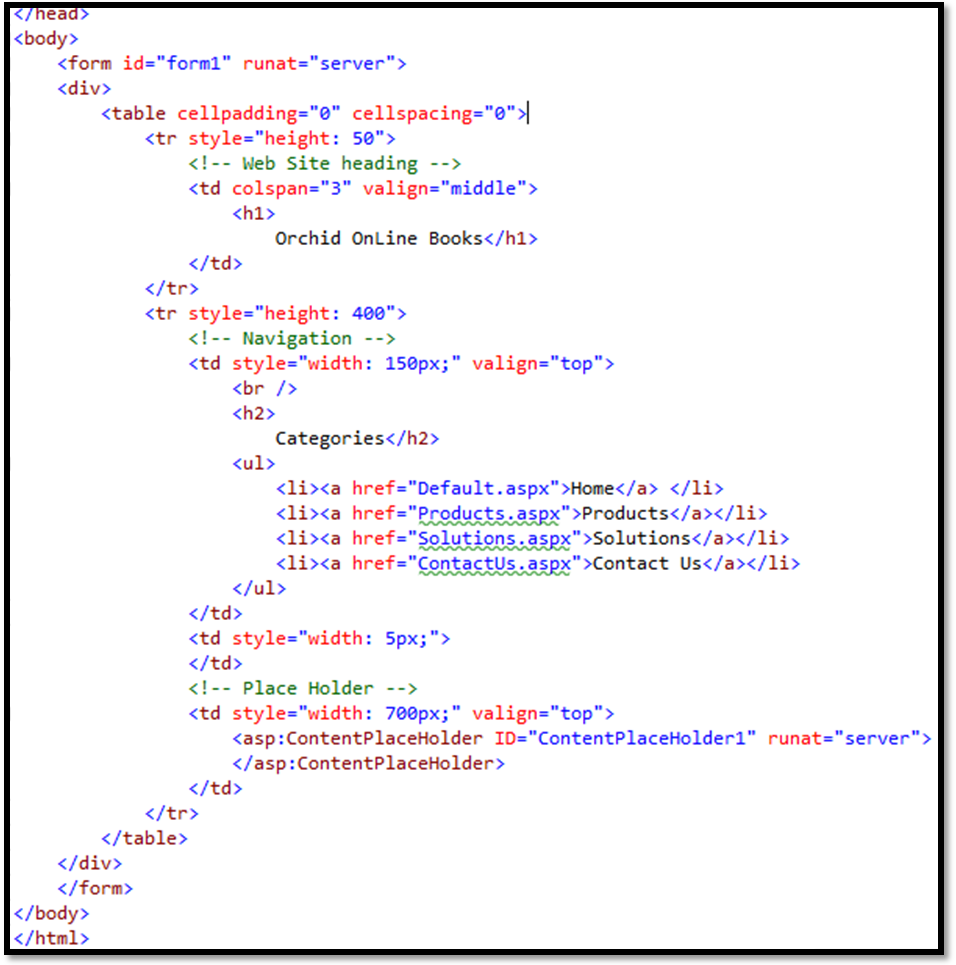 </head>
<body>
    <form id="form1" runat="server">
    <div>
        <table cellpadding="0" cellspacing="0">
            <tr style="height: 50">
                <!-- Web Site heading -->
                <td colspan="3" valign="middle">
                    <h1>
                        Orchid OnLine Books</h1>
                </td>
            </tr>
            <tr style="height: 400">
                <!-- Navigation -->
                <td style="width: 150px;" valign="top">
                    <br />
                    <h2>
                        Categories</h2>
                    <ul>
                        <li><a href="Default.aspx">Home</a> </li>
                        <li><a href="Products.aspx">Products</a></li>
                        <li><a href="Solutions.aspx">Solutions</a></li>
                        <li><a href="ContactUs.aspx">Contact Us</a></li>
                    </ul>
                </td>
                <td style="width: 5px;">
                </td>
                <!-- Place Holder -->
                <td style="width: 700px;" valign="top">
                    <asp:ContentPlaceHolder ID="ContentPlaceHolder1" runat="server">
                    </asp:ContentPlaceHolder>
                </td>
            </tr>
        </table>
    </div>
    </form>
</body>
</html>